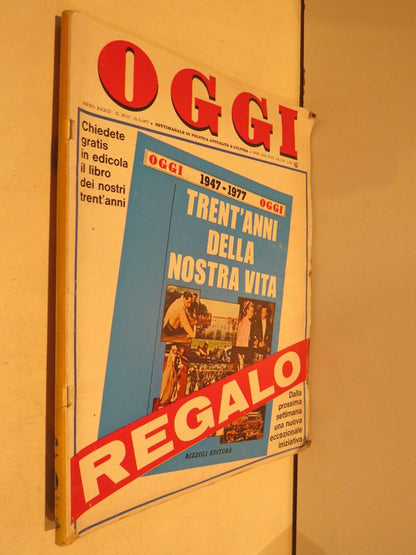 OGGI
SETTIMANALE DI POLITICA ATTUALITÀ E CULTURA
Chiedete
gratis
in edicola
il libro
dei nostri
trent'anni
OGGI 1947-1977 OGGI
TRENT'ANNI
DELLA
NOSTRA VITA
REGALO
Dalla
prossima
settimana
una nuova
eccezionale
iniziativa
RIZZOLI EDITORE